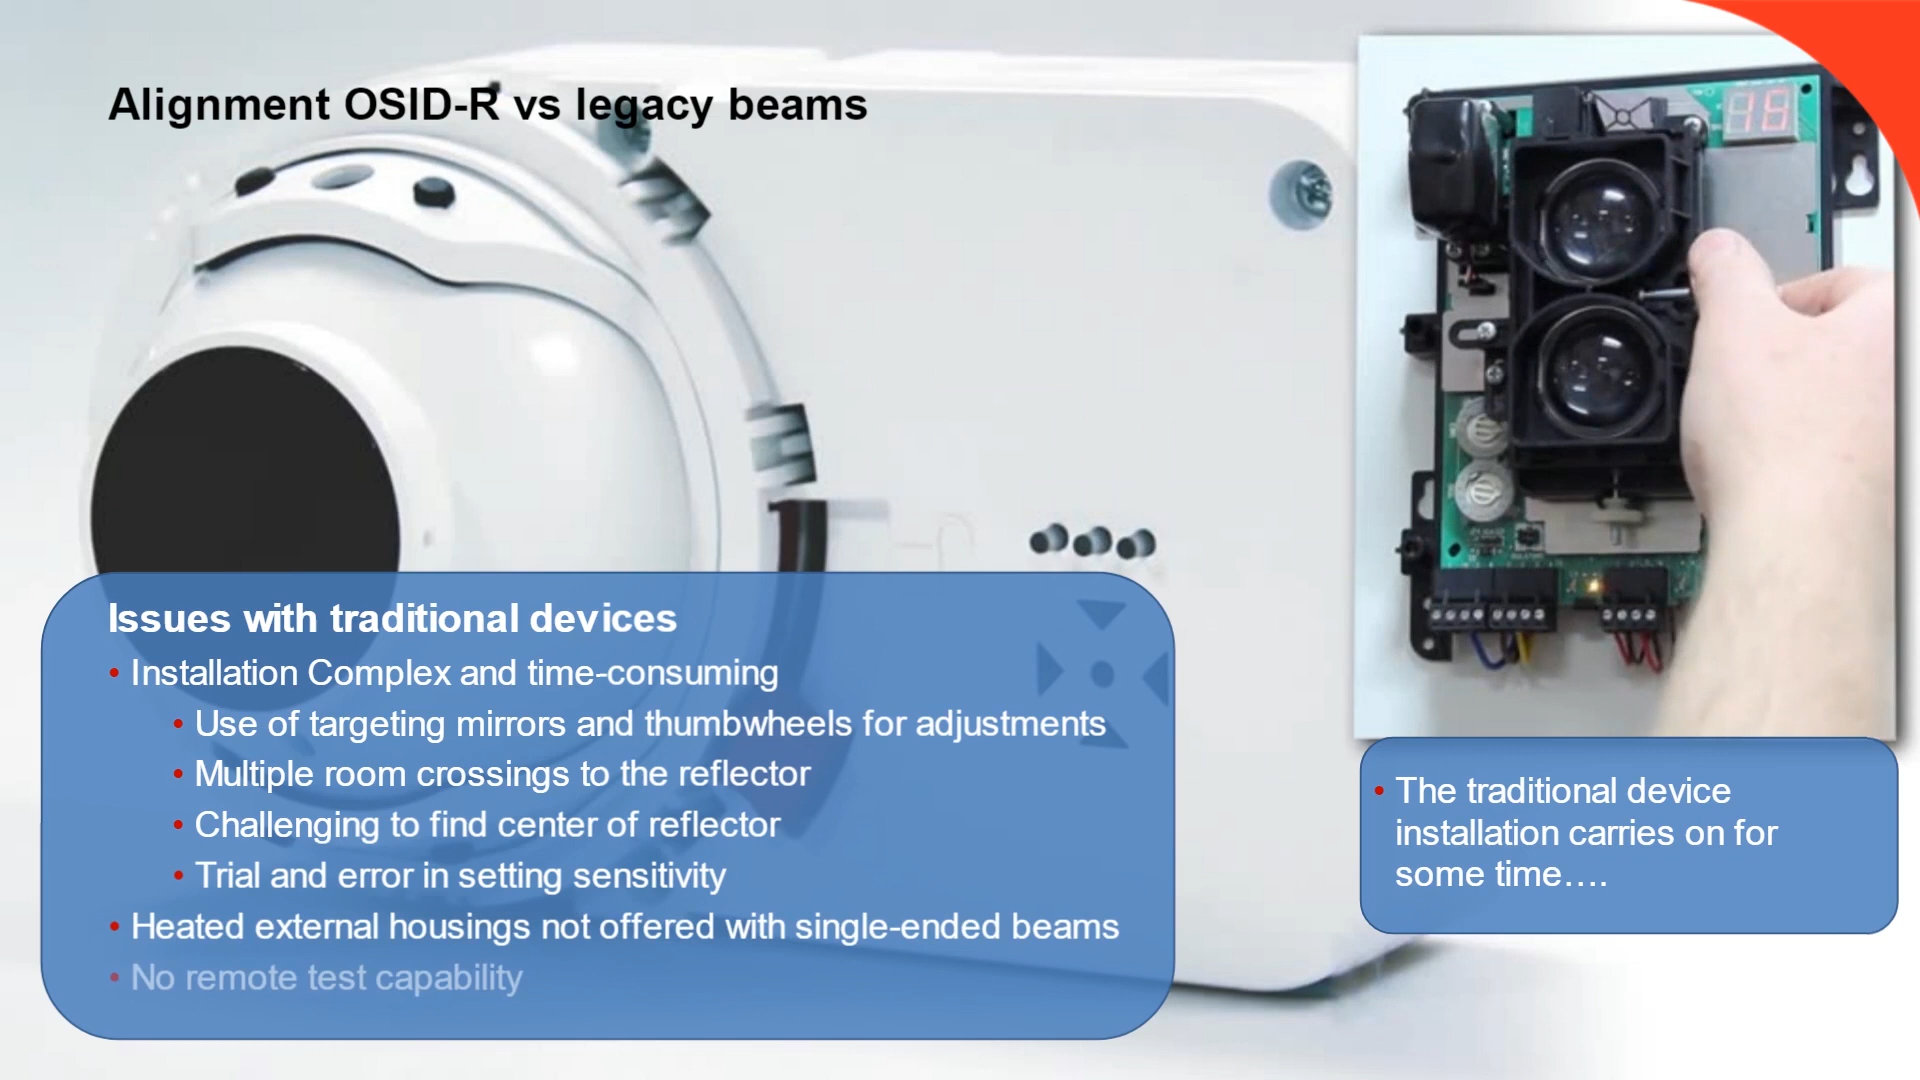 Alignment OSID-R vs legacy beams
16
Issues with traditional devices
• Installation Complex and time-consuming
• Use of targeting mirrors and thumbwheels for adjustments
• Multiple room crossings to the reflector
• Challenging to find center of reflector
• Trial and error in setting sensitivity
• Heated external housings not offered with single-ended beams
• No remote test capability
• The traditional device
installation carries on for
some time….